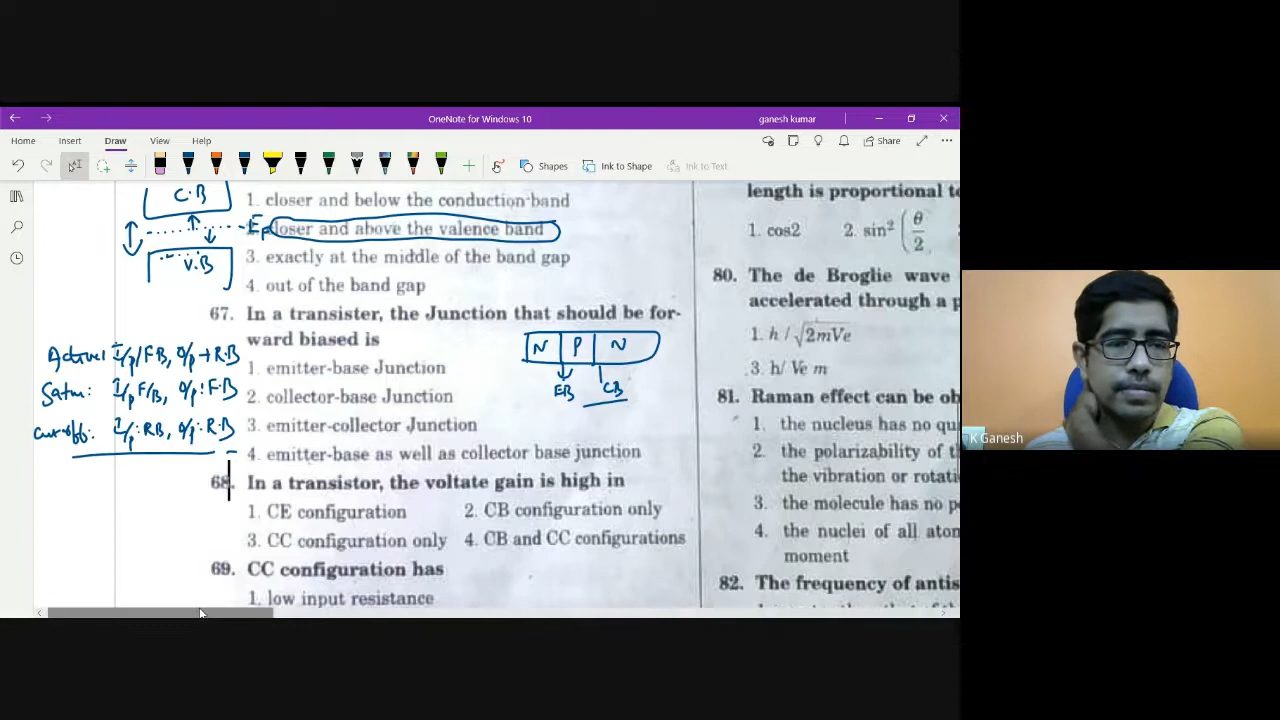 OneNote for Windows 10
ganesh kumar
Home Insert Draw View Help
Share
Shapes Ink to Shape Ink to Text
C.B
1. closer and below the conduction band
EF
closer and above the valence band
V.B
3. exactly at the middle of the band gap
4. out of the band gap
67. In a transister, the Junction that should be for-
ward biased is
1. emitter-base Junction
2. collector-base Junction
3. emitter-collector Junction
4. emitter-base as well as collector base junction
N P N
EB CB
Active: I/p/FB, O/p→R.B
Satn: I/p F/B, O/p: F.B
Cut-off: I/p: RB, O/p: R.B
68. In a transistor, the voltate gain is high in
1. CE configuration 2. CB configuration only
3. CC configuration only 4. CB and CC configurations
69. CC configuration has
1. low input resistance
length is proportional to
1. cos2 2. sin² (θ/2,
80. The de Broglie wave
accelerated through a p
1. h / √2mVe
3. h/ Ve m
81. Raman effect can be ob
1. the nucleus has no qu
2. the polarizability of t
the vibration or rotati
3. the molecule has no p
4. the nuclei of all atom
moment
82. The frequency of antis
K Ganesh